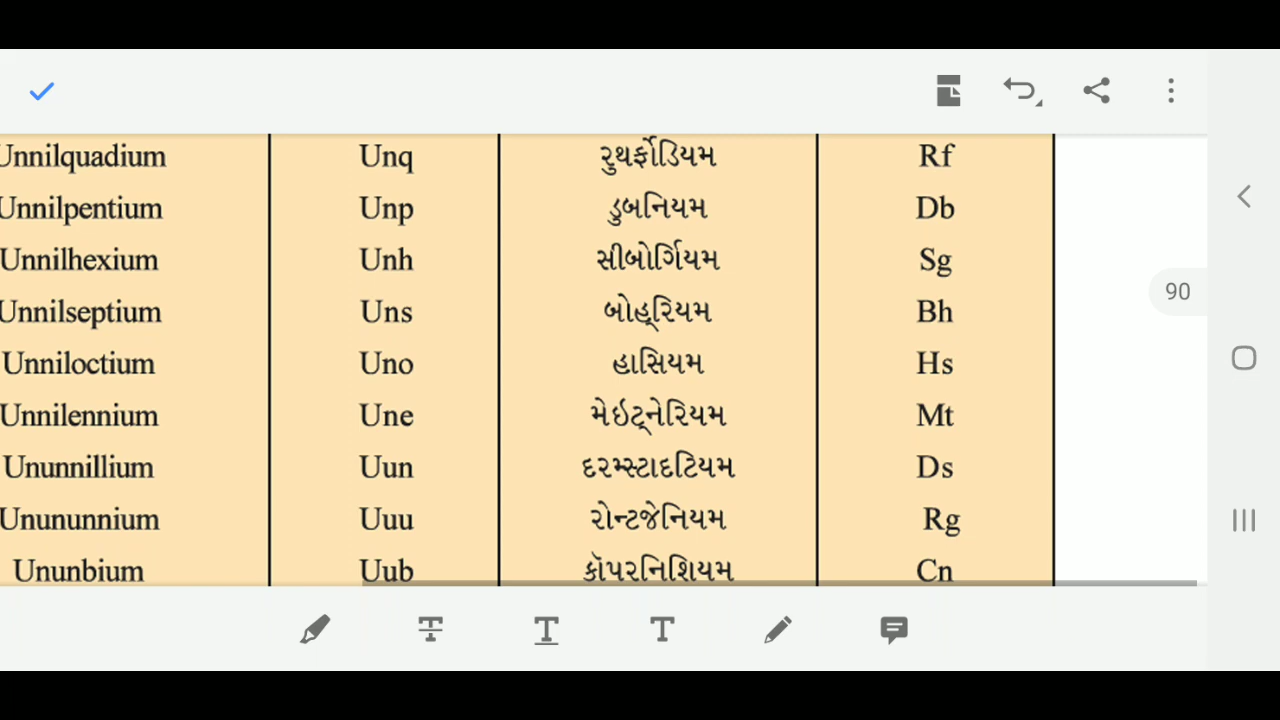 Unnilquadium Unq રુથર્ફોડિયમ Rf
Unnilpentium Unp ડુબનિયમ Db
Unnilhexium Unh સીબોર્ગિયમ Sg
Unnilseptium Uns બોહ્રિયમ Bh
Unniloctium Uno હાસિયમ Hs
Unnilennium Une મેઇટ્નેરિયમ Mt
Ununnillium Uun દરમ્સ્ટાદટિયમ Ds
Unununnium Uuu રોન્ટજેનિયમ Rg
Ununbium Uub કૉપરનિશિયમ Cn
90